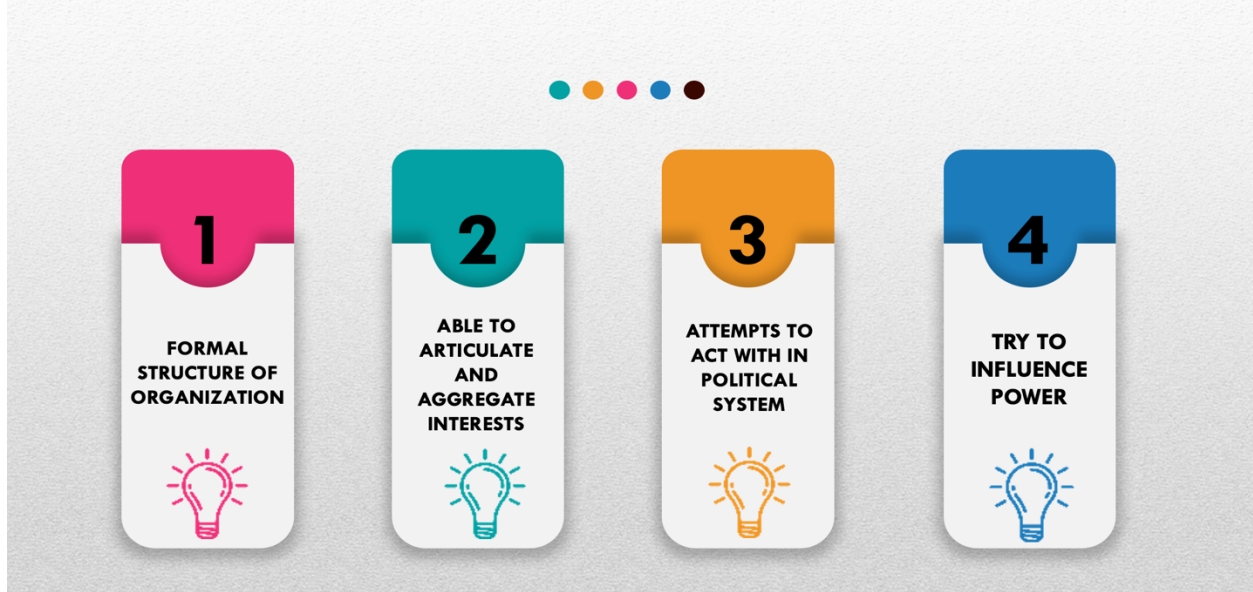 1
FORMAL
STRUCTURE OF
ORGANIZATION
2
ABLE TO
ARTICULATE
AND
AGGREGATE
INTERESTS
3
ATTEMPTS TO
ACT WITH IN
POLITICAL
SYSTEM
4
TRY TO
INFLUENCE
POWER